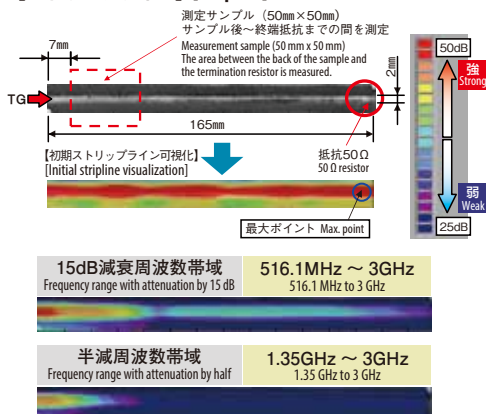 測定サンプル（50㎜×50㎜）
サンプル後～終端抵抗までの間を測定
Measurement sample (50 mm x 50 mm)
The area between the back of the sample and
the termination resistor is measured.
7㎜
2㎜
TG
165㎜
【初期ストリップライン可視化】
[Initial stripline visualization]
抵抗50Ω
50 Ω resistor
最大ポイント Max. point
50dB
強
Strong
弱
Weak
25dB
15dB減衰周波数帯域
Frequency range with attenuation by 15 dB
516.1MHz ～ 3GHz
516.1 MHz to 3 GHz
半減周波数帯域
Frequency range with attenuation by half
1.35GHz ～ 3GHz
1.35 GHz to 3 GHz